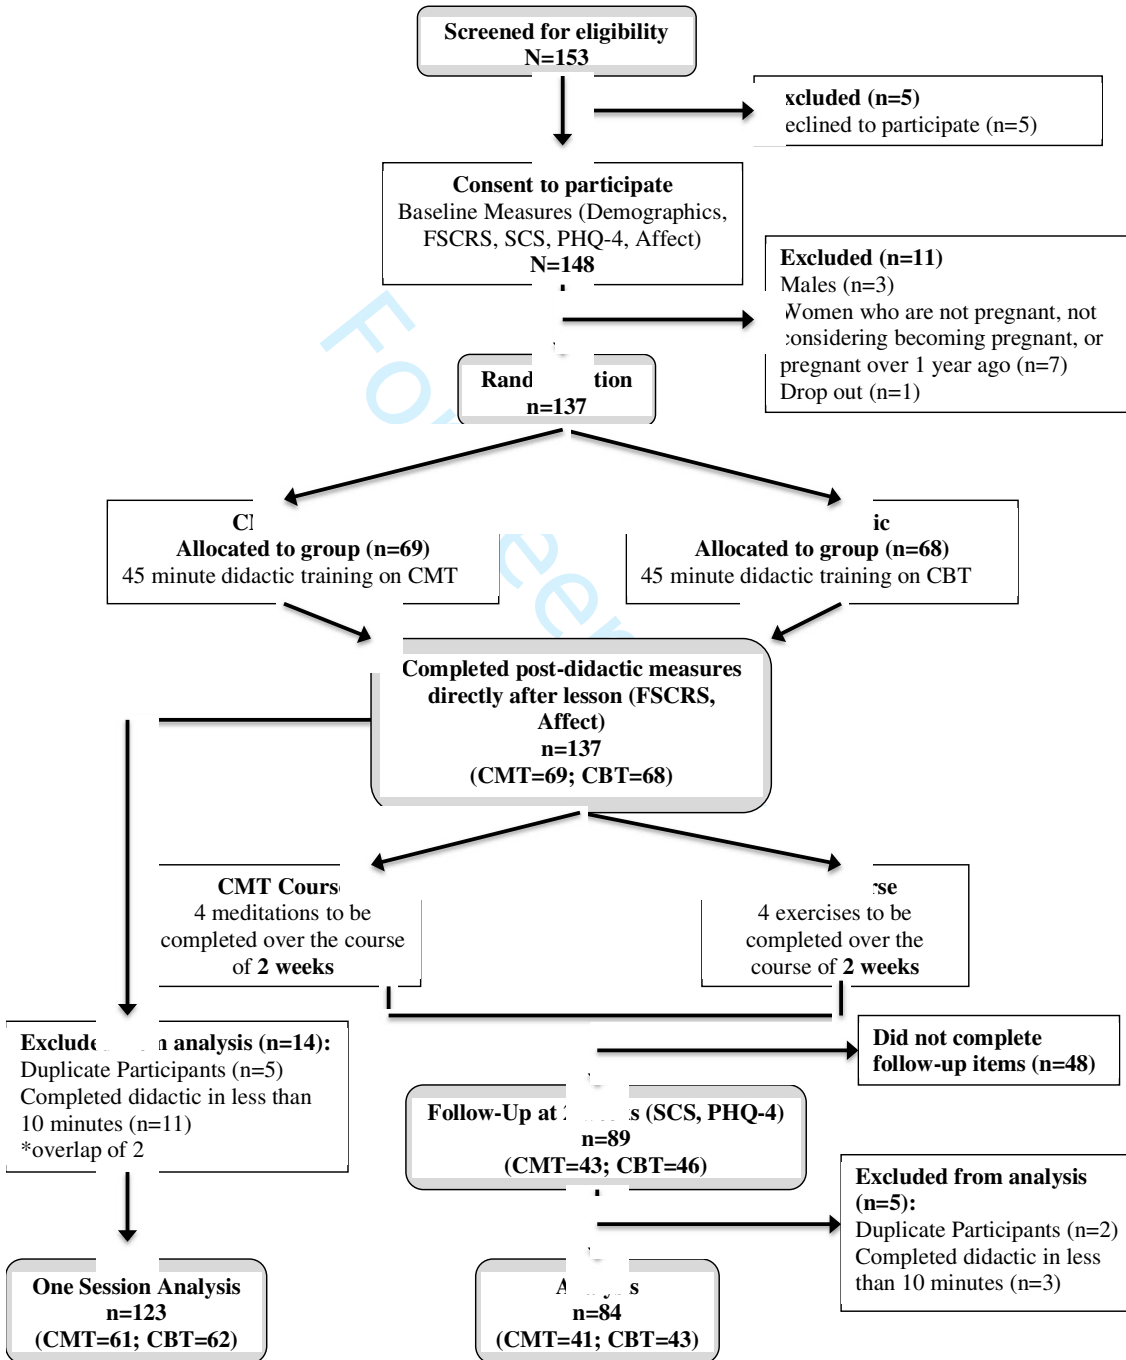 Screened for eligibility
N=153
xcluded (n=5)
eclined to participate (n=5)
Consent to participate
Baseline Measures (Demographics,
FSCRS, SCS, PHQ-4, Affect)
N=148
Excluded (n=11)
Males (n=3)
Women who are not pregnant, not
considering becoming pregnant, or
pregnant over 1 year ago (n=7)
Drop out (n=1)
n=137
Allocated to group (n=69)
45 minute didactic training on CMT
Allocated to group (n=68)
45 minute didactic training on CBT
Completed post-didactic measures
directly after lesson (FSCRS,
Affect)
n=137
(CMT=69; CBT=68)
CMT Course
4 meditations to be
completed over the course
of 2 weeks
4 exercises to be
completed over the
course of 2 weeks
Excluded from analysis (n=14):
Duplicate Participants (n=5)
Completed didactic in less than
10 minutes (n=11)
*overlap of 2
Did not complete
follow-up items (n=48)
Follow-Up at 2 weeks (SCS, PHQ-4)
n=89
(CMT=43; CBT=46)
Excluded from analysis
(n=5):
Duplicate Participants (n=2)
Completed didactic in less
than 10 minutes (n=3)
One Session Analysis
n=123
(CMT=61; CBT=62)
n=84
(CMT=41; CBT=43)
For Peer